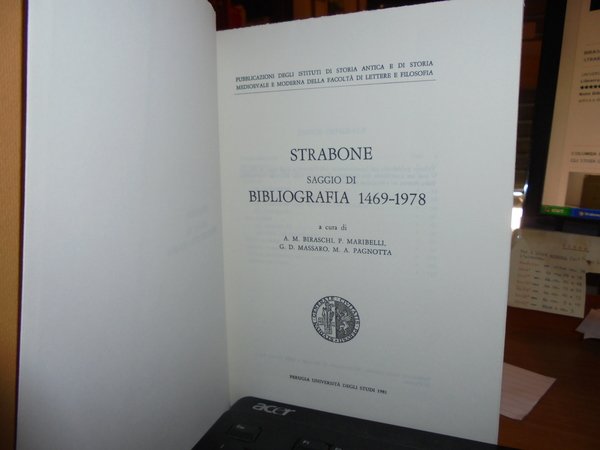 PUBBLICAZIONI DEGLI ISTITUTI DI STORIA ANTICA E DI STORIA
MEDIOEVALE E MODERNA DELLA FACOLTÀ DI LETTERE E FILOSOFIA
STRABONE
SAGGIO DI
BIBLIOGRAFIA 1469-1978
a cura di
A. M. BIRASCHI, P. MARIBELLI,
G. D. MASSARO, M. A. PAGNOTTA
PERUGIA UNIVERSITÀ DEGLI STUDI 1981
acer